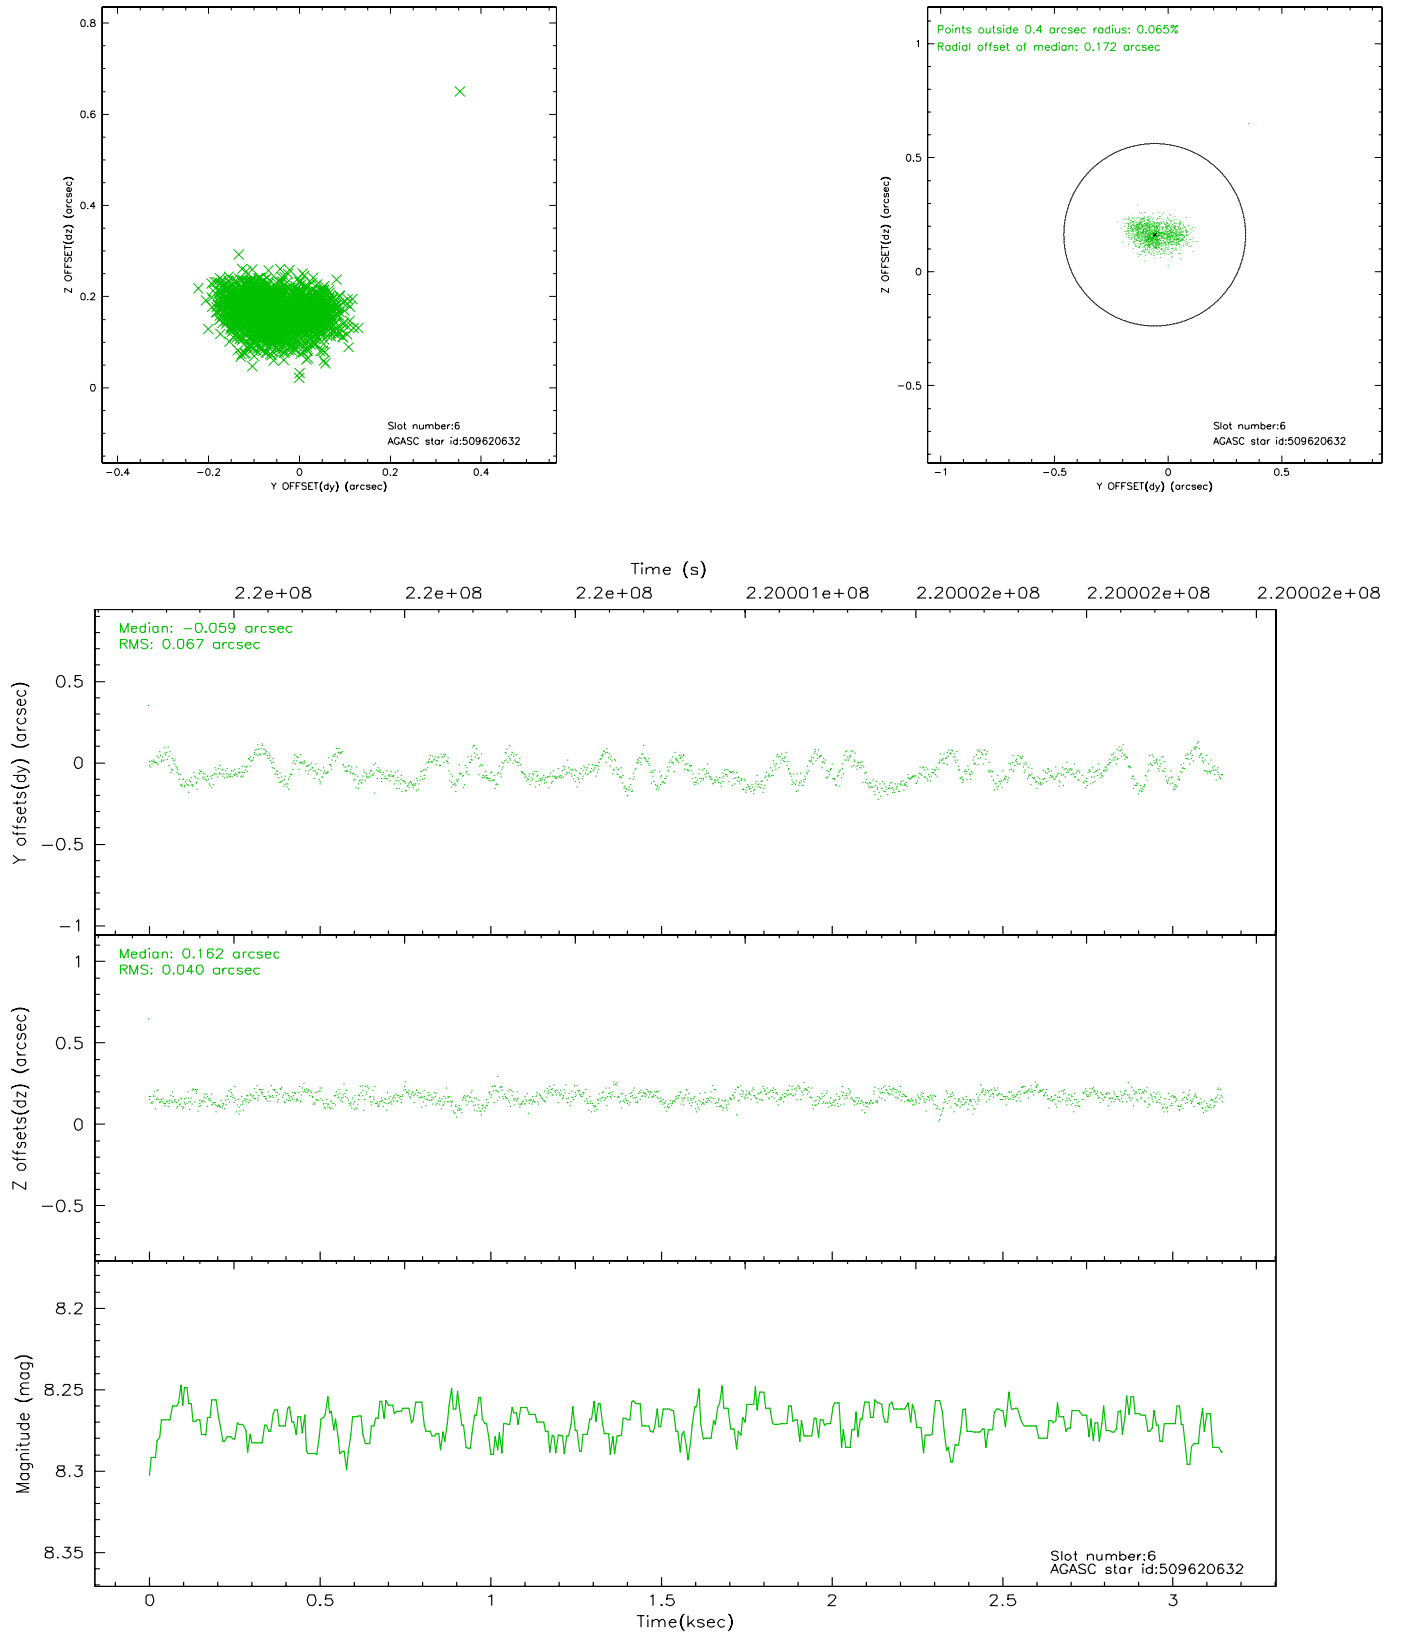 0.8
0.6
0.4
0.2
0
Z OFFSET(dz) (arcsec)
Slot number:6
AGASC star id:509620632
−0.4 −0.2 0 0.2 0.4
Y OFFSET(dy) (arcsec)
Points outside 0.4 arcsec radius: 0.065%
Radial offset of median: 0.172 arcsec
1
0.5
0
−0.5
Z OFFSET(dz) (arcsec)
Slot number:6
AGASC star id:509620632
−1 −0.5 0 0.5
Y OFFSET(dy) (arcsec)
Time (s)
2.2e+08 2.2e+08 2.2e+08 2.20001e+08 2.20002e+08 2.20002e+08 2.20002e+08
Median: −0.059 arcsec
RMS: 0.067 arcsec
0.5
0
−0.5
−1
Y offsets(dy) (arcsec)
Median: 0.162 arcsec
RMS: 0.040 arcsec
1
0.5
0
−0.5
Z offsets(dz) (arcsec)
8.2
8.25
8.3
8.35
Magnitude (mag)
Slot number:6
AGASC star id:509620632
0 0.5 1 1.5 2 2.5 3
Time(ksec)